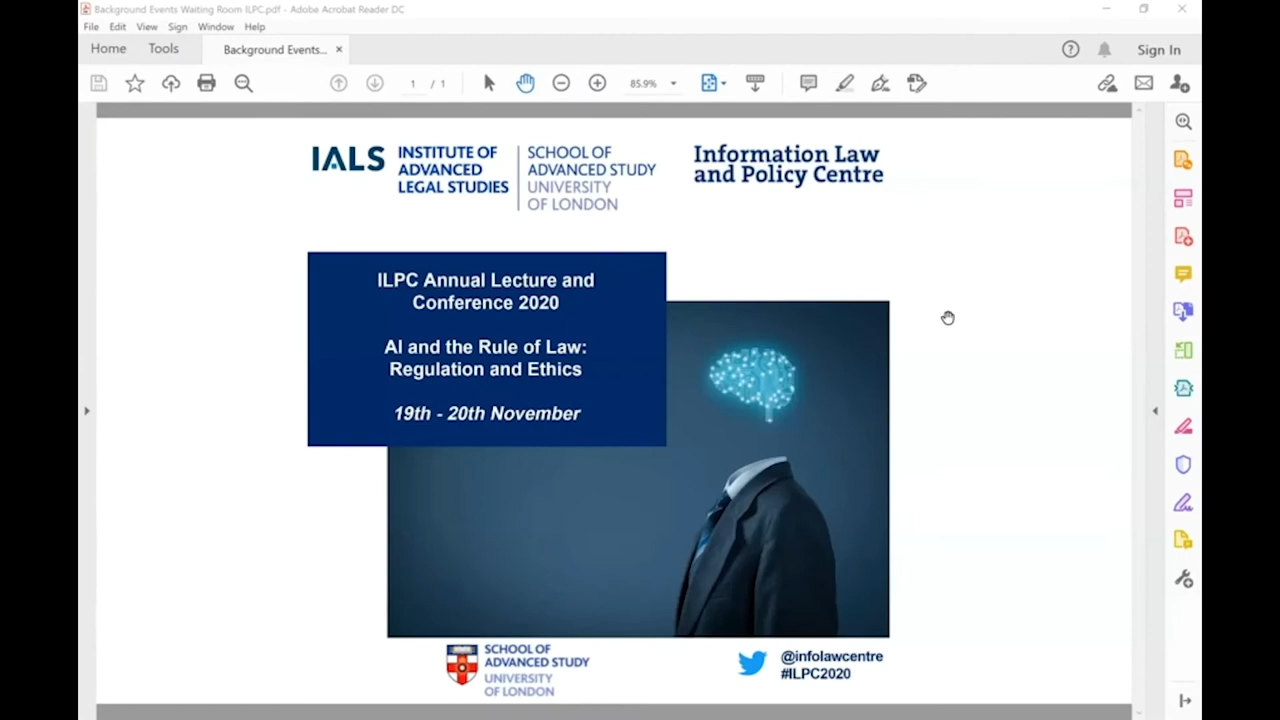 Background Events Waiting Room ILPC.pdf - Adobe Acrobat Reader DC
File Edit View Sign Window Help
Home Tools Background Events... × Sign In
1 / 1 85.9%
IALS
INSTITUTE OF
ADVANCED
LEGAL STUDIES
SCHOOL OF
ADVANCED STUDY
UNIVERSITY
OF LONDON
Information Law
and Policy Centre
ILPC Annual Lecture and
Conference 2020
AI and the Rule of Law:
Regulation and Ethics
19th - 20th November
SCHOOL OF
ADVANCED STUDY
UNIVERSITY
OF LONDON
@infolawcentre
#ILPC2020